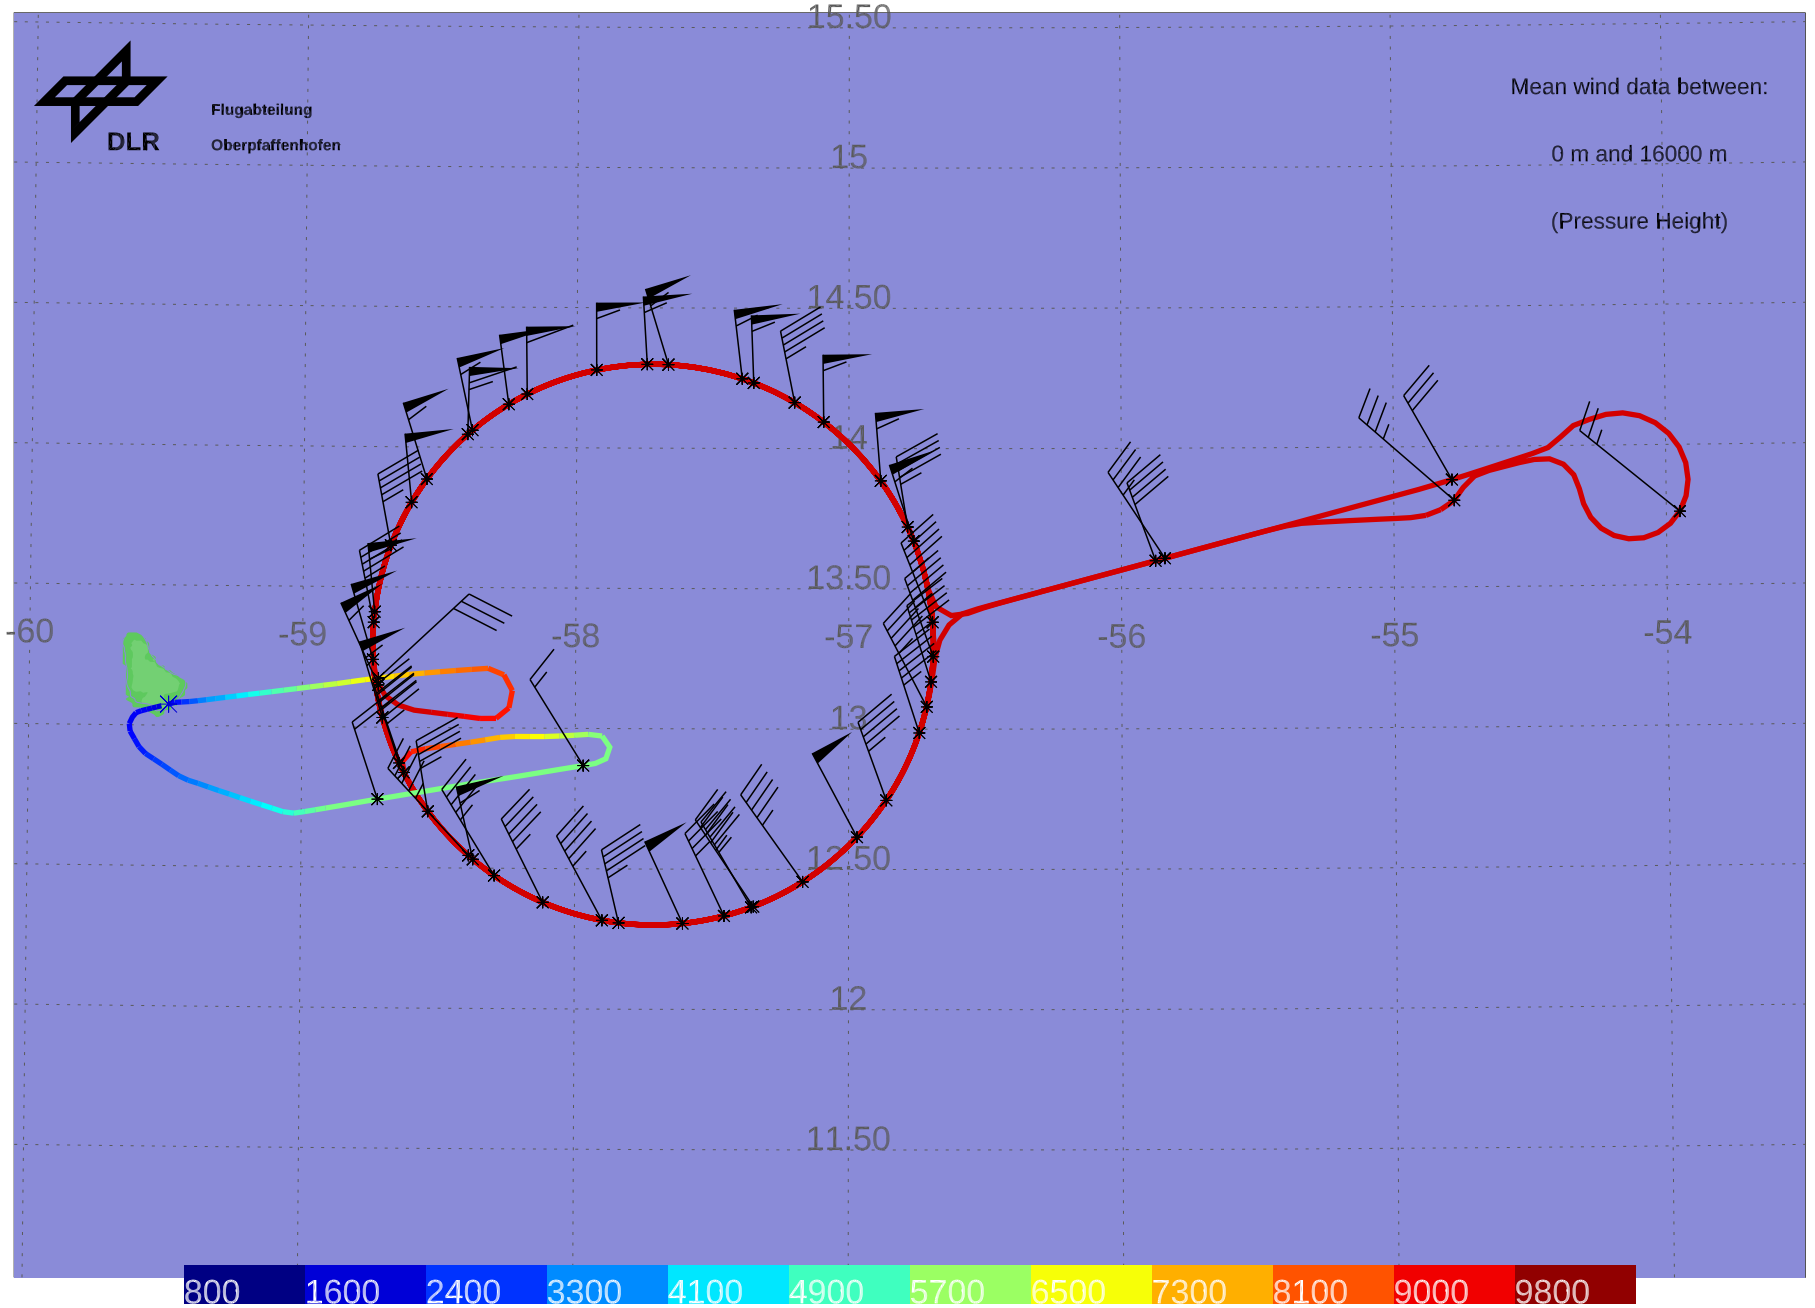 15.50
Mean wind data between:
Flugabteilung
DLR
Oberpfaffenhofen
15
0 m and 16000 m
(Pressure Height)
14.50
14
13.50
-60
-59
-58
-57
-56
-55
-54
13
12.50
12
11.50
800 1600 2400 3300 4100 4900 5700 6500 7300 8100 9000 9800